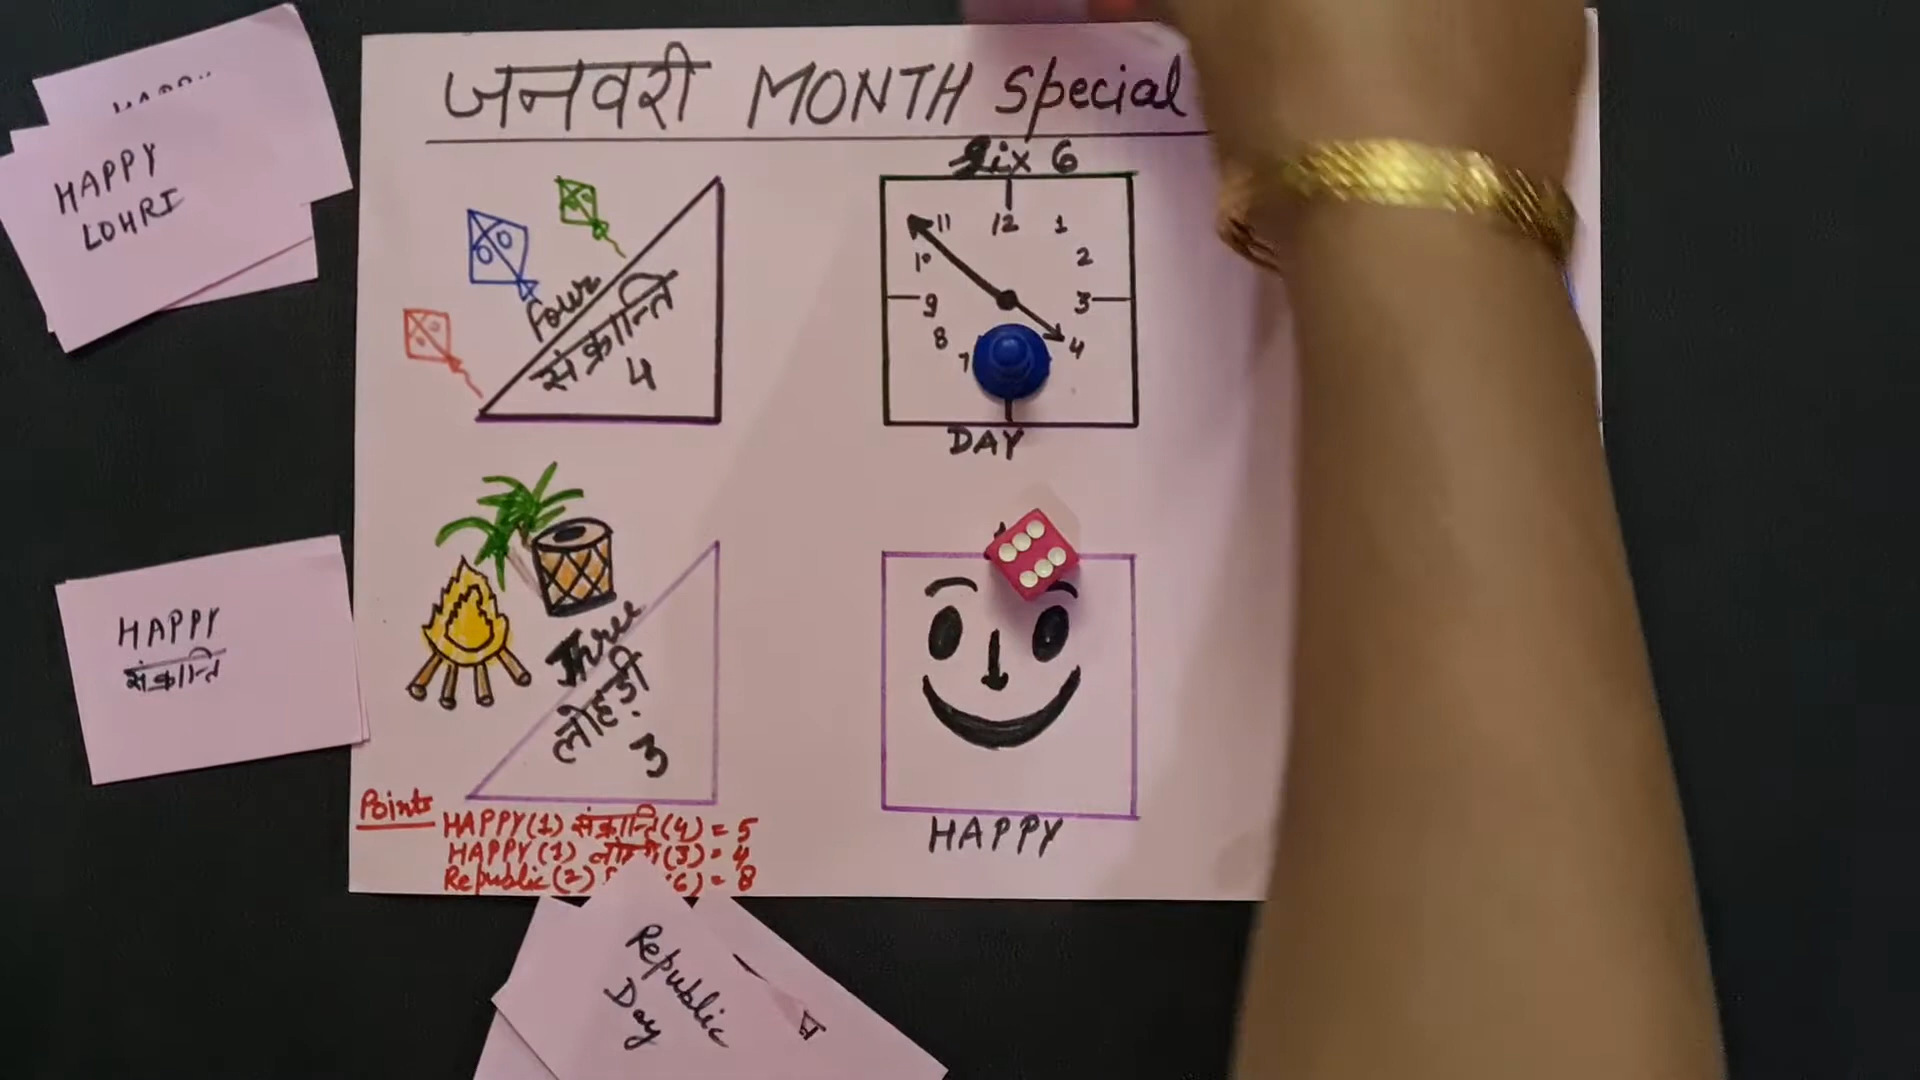 जनवरी MONTH Special
HAPPY
LOHRI
Four
संक्रान्ति
4
Six 6
11 12 1
10 2
9 3
8 4
7
DAY
HAPPY
संक्रान्ति
Three
लोहड़ी
3
HAPPY
Points
HAPPY (1) संक्रान्ति (4) = 5
HAPPY (1) (3) = 4
Republic (2) 6) = 8
Republic
Day